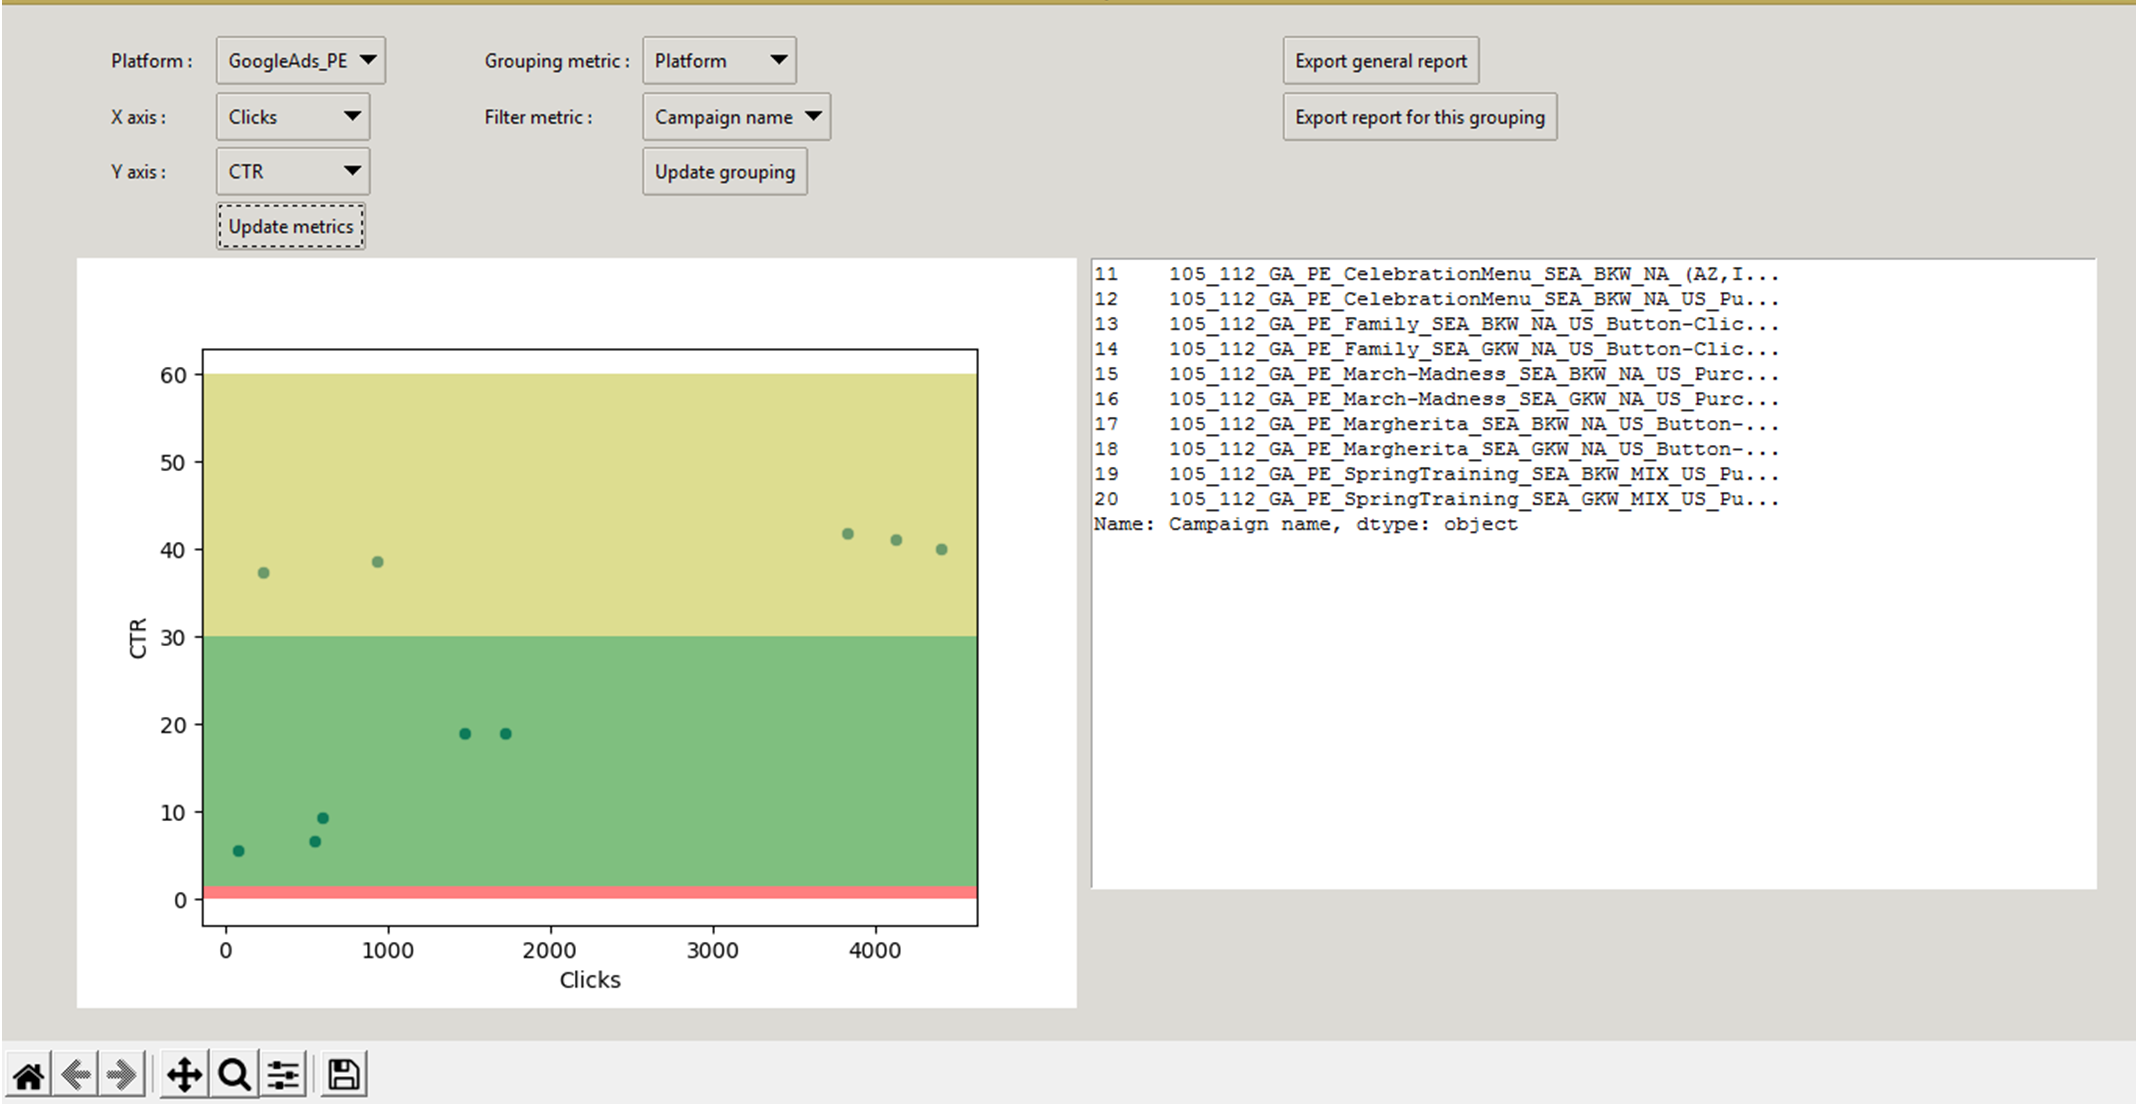 Platform : GoogleAds_PE Grouping metric : Platform Export general report
X axis : Clicks Filter metric : Campaign name Export report for this grouping
Y axis : CTR Update grouping
Update metrics
60
50
40
30
20
10
0
CTR
0 1000 2000 3000 4000
Clicks
11 105_112_GA_PE_CelebrationMenu_SEA_BKW_NA_(AZ,I...
12 105_112_GA_PE_CelebrationMenu_SEA_BKW_NA_US_Pu...
13 105_112_GA_PE_Family_SEA_BKW_NA_US_Button-Clic...
14 105_112_GA_PE_Family_SEA_GKW_NA_US_Button-Clic...
15 105_112_GA_PE_March-Madness_SEA_BKW_NA_US_Purc...
16 105_112_GA_PE_March-Madness_SEA_GKW_NA_US_Purc...
17 105_112_GA_PE_Margherita_SEA_BKW_NA_US_Button-...
18 105_112_GA_PE_Margherita_SEA_GKW_NA_US_Button-...
19 105_112_GA_PE_SpringTraining_SEA_BKW_MIX_US_Pu...
20 105_112_GA_PE_SpringTraining_SEA_GKW_MIX_US_Pu...
Name: Campaign name, dtype: object